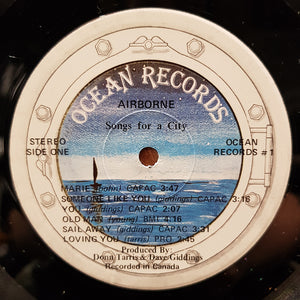 OCEAN RECORDS
AIRBORNE
Songs for a City
STEREO
SIDE ONE
OCEAN
RECORDS #1
MARIE (hahn) CAPAC 3:47
SOMEONE LIKE YOU (giddings) CAPAC 3:16
YOU (giddings) CAPAC 2:07
OLD MAN (young) BMI 4:16
SAIL AWAY (giddings) CAPAC 3:31
LOVING YOU (tarris) PRO 2:45
Produced By:
Donn Tarris & Dave Giddings
Recorded in Canada